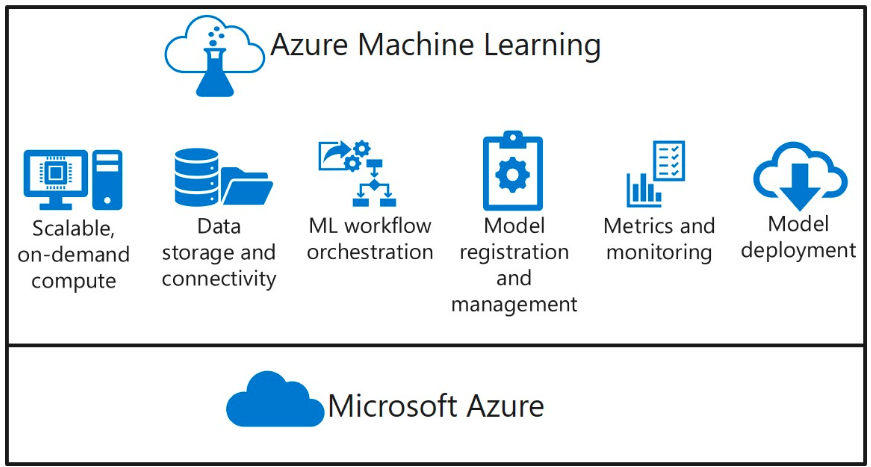 Azure Machine Learning
Scalable,
on-demand
compute
Data
storage and
connectivity
ML workflow
orchestration
Model
registration
and
management
Metrics and
monitoring
Model
deployment
Microsoft Azure